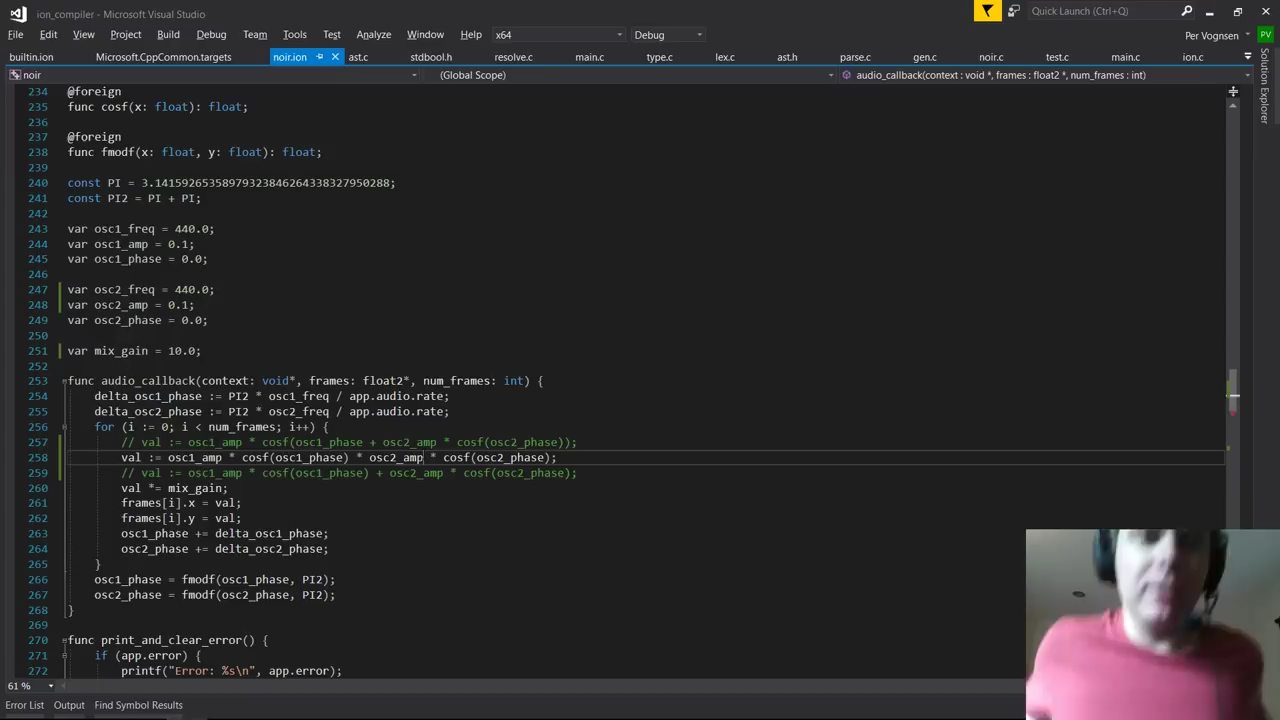 ion_compiler - Microsoft Visual Studio
Quick Launch (Ctrl+Q)
File Edit View Project Build Debug Team Tools Test Analyze Window Help x64 Debug
Per Vognsen PV
builtin.ion Microsoft.CppCommon.targets noir.ion ast.c stdbool.h resolve.c main.c type.c lex.c ast.h parse.c gen.c noir.c test.c main.c ion.c
noir (Global Scope) audio_callback(context : void *, frames : float2 *, num_frames : int)
Solution Explorer
234 @foreign
235 func cosf(x: float): float;
236
237 @foreign
238 func fmodf(x: float, y: float): float;
239
240 const PI = 3.14159265358979323846264338327950288;
241 const PI2 = PI + PI;
242
243 var osc1_freq = 440.0;
244 var osc1_amp = 0.1;
245 var osc1_phase = 0.0;
246
247 var osc2_freq = 440.0;
248 var osc2_amp = 0.1;
249 var osc2_phase = 0.0;
250
251 var mix_gain = 10.0;
252
253 func audio_callback(context: void*, frames: float2*, num_frames: int) {
254 delta_osc1_phase := PI2 * osc1_freq / app.audio.rate;
255 delta_osc2_phase := PI2 * osc2_freq / app.audio.rate;
256 for (i := 0; i < num_frames; i++) {
257 // val := osc1_amp * cosf(osc1_phase + osc2_amp * cosf(osc2_phase));
258 val := osc1_amp * cosf(osc1_phase) * osc2_amp * cosf(osc2_phase);
259 // val := osc1_amp * cosf(osc1_phase) + osc2_amp * cosf(osc2_phase);
260 val *= mix_gain;
261 frames[i].x = val;
262 frames[i].y = val;
263 osc1_phase += delta_osc1_phase;
264 osc2_phase += delta_osc2_phase;
265 }
266 osc1_phase = fmodf(osc1_phase, PI2);
267 osc2_phase = fmodf(osc2_phase, PI2);
268 }
269
270 func print_and_clear_error() {
271 if (app.error) {
272 printf("Error: %s\n", app.error);
61 %
Error List Output Find Symbol Results